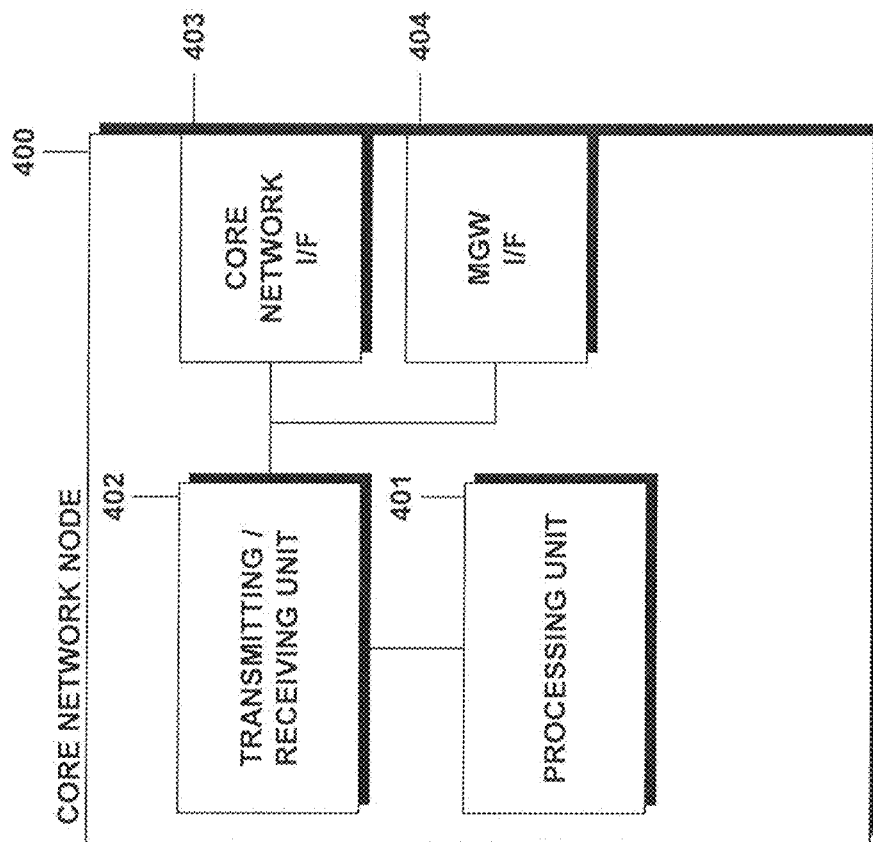 400
CORE NETWORK NODE
402
TRANSMITTING /
RECEIVING UNIT
401
PROCESSING UNIT
403
CORE
NETWORK
I/F
404
MGW
I/F